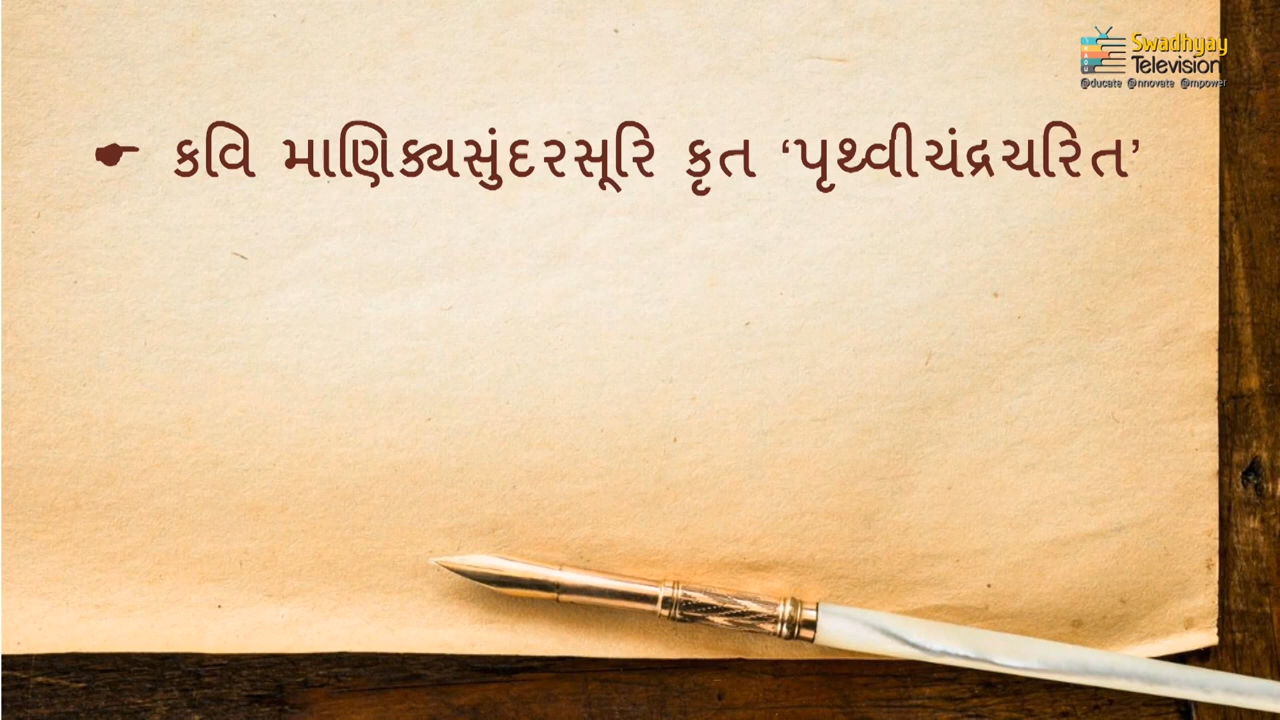 Swadhyay
Television
@ducate @nnovate @mpower
☛ કવિ માણિક્યસુંદરસૂરિ કૃત ‘પૃથ્વીચંદ્રચરિત’